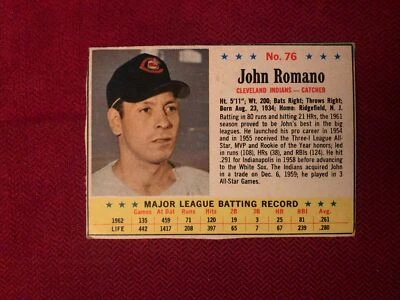 No. 76
John Romano
CLEVELAND INDIANS — CATCHER
Ht. 5'11"; Wt. 200; Bats Right; Throws Right;
Born Aug. 23, 1934; Home: Ridgefield, N. J.
Batting in 80 runs and hitting 21 HRs, the 1961
season proved to be John's best in the big
leagues. He launched his pro career in 1954
and in 1955 received the Three-I League All-
Star, MVP and Rookie of the Year honors, led
in runs (108), HRs (38), and RBIs (124). He hit
.291 for Indianapolis in 1958 before advancing
to the White Sox. The Indians acquired John
in a trade on Dec. 6, 1959; he played in 3
All-Star Games.
MAJOR LEAGUE BATTING RECORD
Games At Bat Runs Hits 2B 3B HR RBI Avg.
1962 135 459 71 120 19 3 25 81 .261
LIFE 442 1417 208 397 65 7 67 239 .280